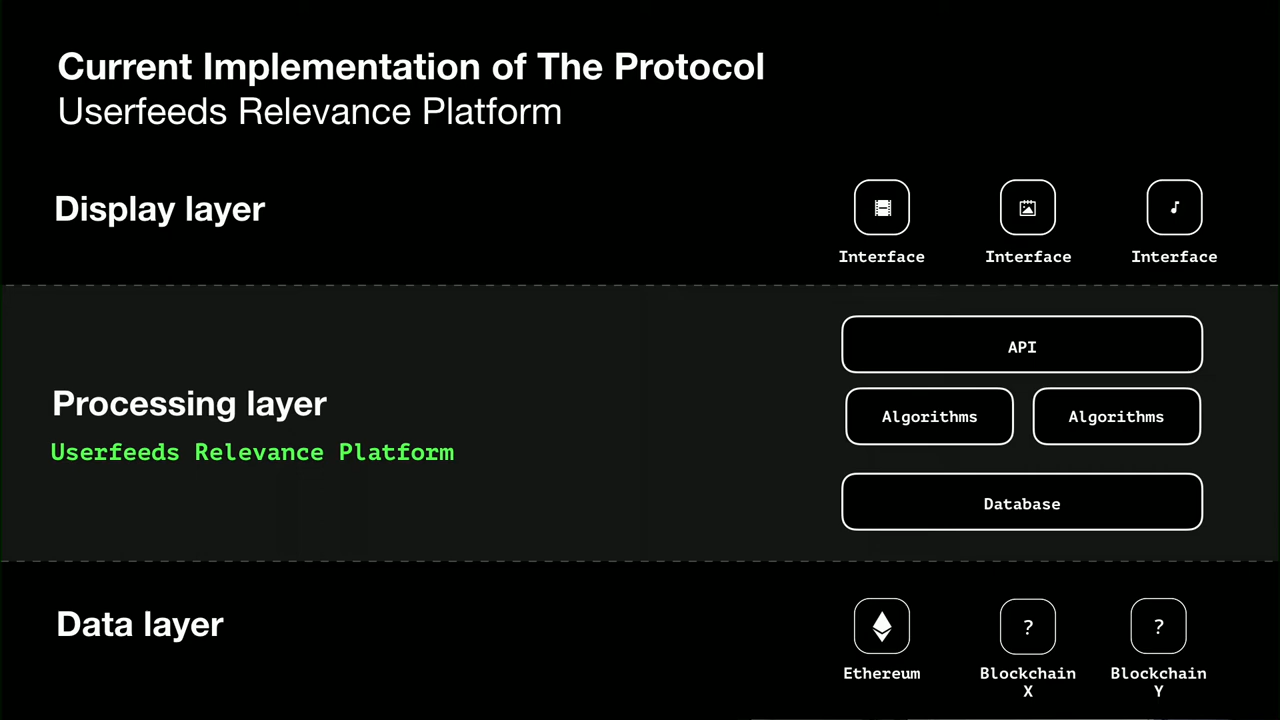 Current Implementation of The Protocol
Userfeeds Relevance Platform
Display layer
Interface
Interface
Interface
Processing layer
Userfeeds Relevance Platform
API
Algorithms
Algorithms
Database
Data layer
?
?
Ethereum
Blockchain
X
Blockchain
Y